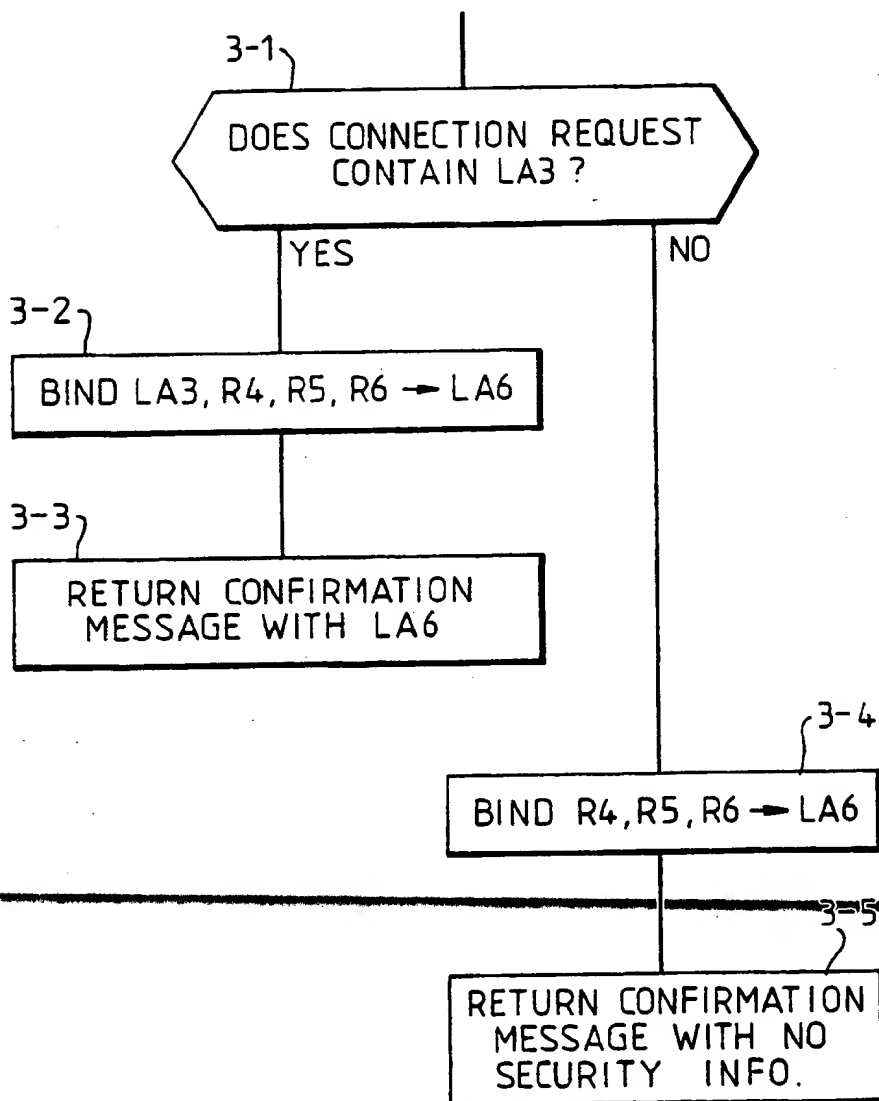 3-1
DOES CONNECTION REQUEST
CONTAIN LA3 ?
YES
NO
3-2
BIND LA3, R4, R5, R6 → LA6
3-3
RETURN CONFIRMATION
MESSAGE WITH LA6
3-4
BIND R4, R5, R6 → LA6
3-5
RETURN CONFIRMATION
MESSAGE WITH NO
SECURITY INFO.